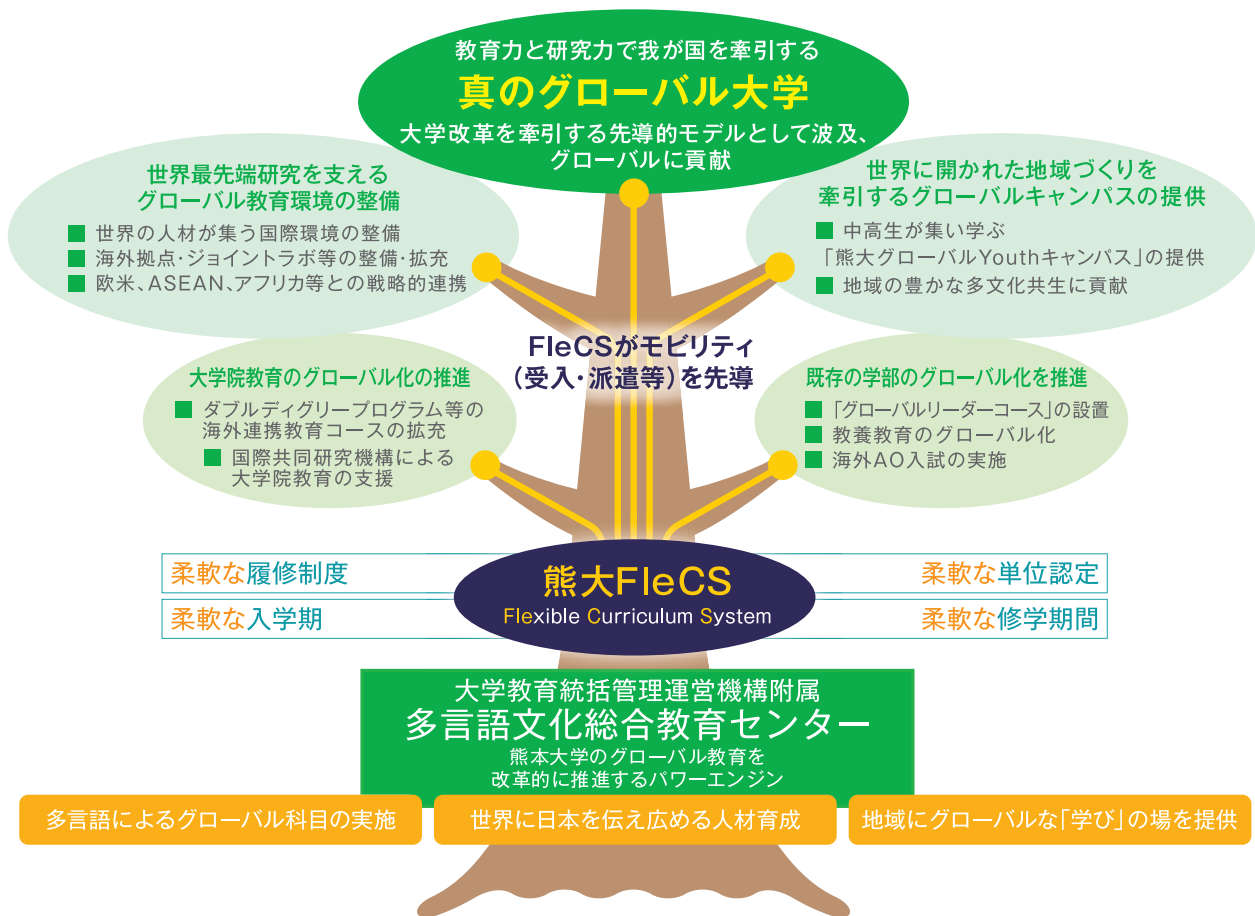 教育力と研究力で我が国を牽引する
真のグローバル大学
大学改革を牽引する先導的モデルとして波及、
グローバルに貢献
世界最先端研究を支える
グローバル教育環境の整備
■ 世界の人材が集う国際環境の整備
■ 海外拠点・ジョイントラボ等の整備・拡充
■ 欧米、ASEAN、アフリカ等との戦略的連携
世界に開かれた地域づくりを
牽引するグローバルキャンパスの提供
■ 中高生が集い学ぶ
「熊大グローバルYouthキャンパス」の提供
■ 地域の豊かな多文化共生に貢献
FleCSがモビリティ
(受入・派遣等)を先導
大学院教育のグローバル化の推進
■ ダブルディグリープログラム等の
海外連携教育コースの拡充
■ 国際共同研究機構による
大学院教育の支援
既存の学部のグローバル化を推進
■ 「グローバルリーダーコース」の設置
■ 教養教育のグローバル化
■ 海外AO入試の実施
柔軟な履修制度
柔軟な入学期
熊大FleCS
Flexible Curriculum System
柔軟な単位認定
柔軟な修学期間
大学教育統括管理運営機構附属
多言語文化総合教育センター
熊本大学のグローバル教育を
改革的に推進するパワーエンジン
多言語によるグローバル科目の実施
世界に日本を伝え広める人材育成
地域にグローバルな「学び」の場を提供